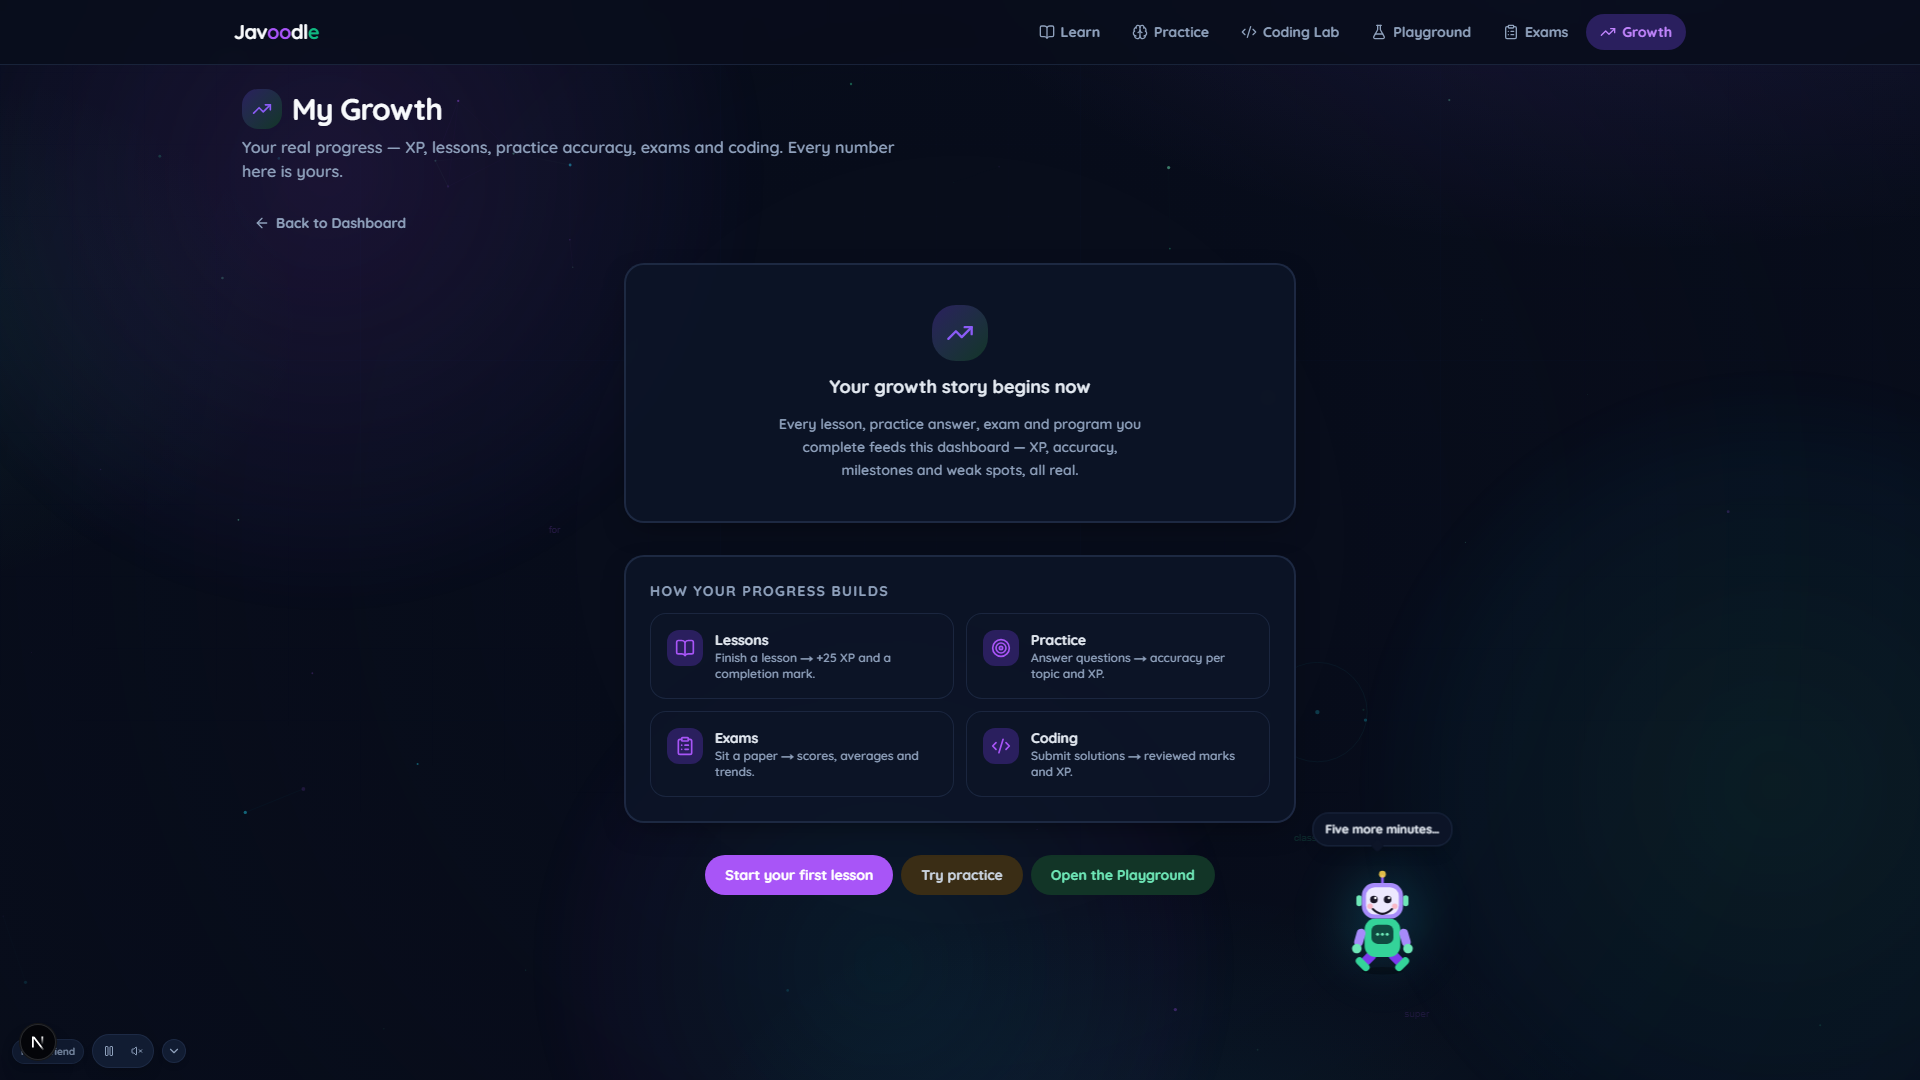 Javoodle
Learn
Practice
Coding Lab
Playground
Exams
Growth
My Growth
Your real progress — XP, lessons, practice accuracy, exams and coding. Every number
here is yours.
← Back to Dashboard
Your growth story begins now
Every lesson, practice answer, exam and program you
complete feeds this dashboard — XP, accuracy,
milestones and weak spots, all real.
for
HOW YOUR PROGRESS BUILDS
Lessons
Finish a lesson → +25 XP and a
completion mark.
Practice
Answer questions → accuracy per
topic and XP.
Exams
Sit a paper → scores, averages and
trends.
Coding
Submit solutions → reviewed marks
and XP.
Five more minutes…
Start your first lesson
Try practice
Open the Playground
super
N